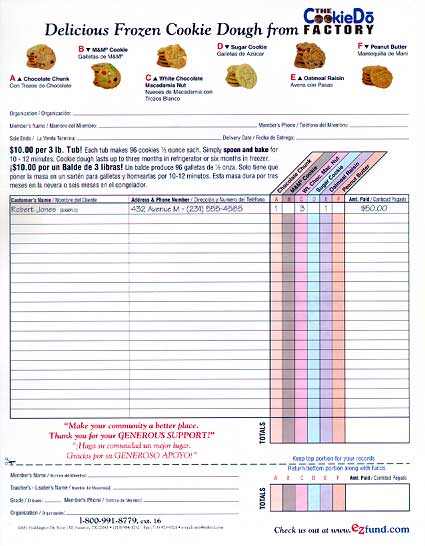 Delicious Frozen Cookie Dough from THE CookieDō FACTORY
B ▼ M&M® Cookie
Galletas de M&M®
D ▼ Sugar Cookie
Galletas de Azúcar
F ▼ Peanut Butter
Mantequilla de Maní
A ▲ Chocolate Chunk
Con Trozos de Chocolate
C ▲ White Chocolate
Macadamia Nut
Nueces de Macadamia con
Trozos Blanco
E ▲ Oatmeal Raisin
Avena con Pasas
Organization / Organización:
Member's Name / Nombre del Miembro:
Member's Phone / Teléfono del Miembro:
Sale Ends / La Venta Termina:
Delivery Date / Fecha de Entrega:
$10.00 per 3 lb. Tub! Each tub makes 96 cookies ½ ounce each. Simply spoon and bake for
10 - 12 minutes. Cookie dough lasts up to three months in refrigerator or six months in freezer.
¡$10.00 por un Balde de 3 libras! Un balde produce 96 galletas de ½ onza. Solo tiene que
poner la masa en un sartén para galletas y hornearlas por 10-12 minutos. Esta masa dura por tres
meses en la nevera o seis meses en el congelador.
Chocolate Chunk
M&M® Cookie
Wt. Choc. Mac. Nut
Sugar Cookie
Oatmeal Raisin
Peanut Butter
Customer's Name / Nombre del Cliente
Address & Phone Number / Dirección y Número del Teléfono
A B C D E F
Amt. Paid / Cantidad Pagada
Robert Jones (SAMPLE)
432 Avenue M - (231) 555-4565
1 3 1
$50.00
"Make your community a better place.
Thank you for your GENEROUS SUPPORT!"
"¡Haga su comunidad un mejor lugar.
Gracias por su GENEROSO APOYO!"
TOTALS
Keep top portion for your records
Return bottom portion along with funds
Member's Name / Nombre del Miembro:
Teacher's - Leader's Name /
Grade / (Grado)
Member's Phone / Teléfono del Miembro:
Organization / Organización:
A B C D E F
Amt. Paid / Cantidad Pagada
TOTALS
1-800-991-8779, ext. 16
Check us out at www.ezfund.com